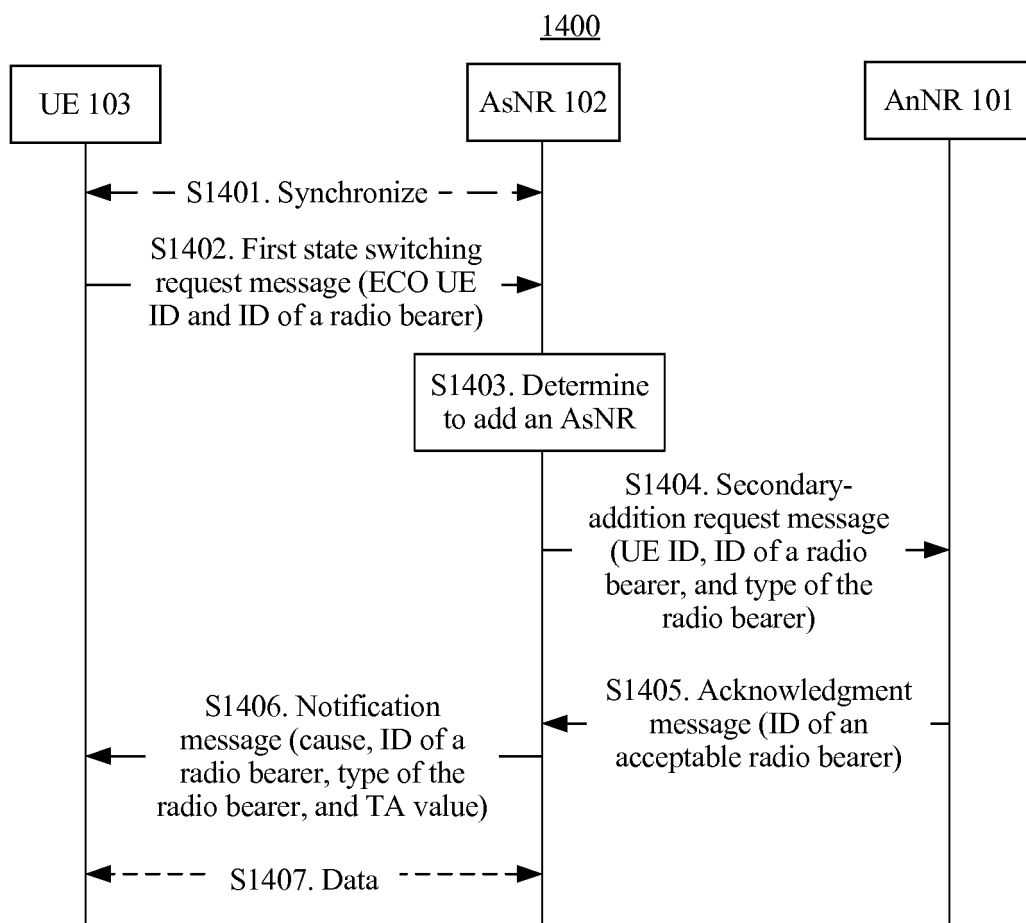 1400
UE 103
AsNR 102
AnNR 101
S1401. Synchronize
S1402. First state switching
request message (ECO UE
ID and ID of a radio bearer)
S1403. Determine
to add an AsNR
S1404. Secondary-
addition request message
(UE ID, ID of a radio
bearer, and type of the
radio bearer)
S1405. Acknowledgment
message (ID of an
acceptable radio bearer)
S1406. Notification
message (cause, ID of a
radio bearer, type of the
radio bearer, and TA value)
S1407. Data